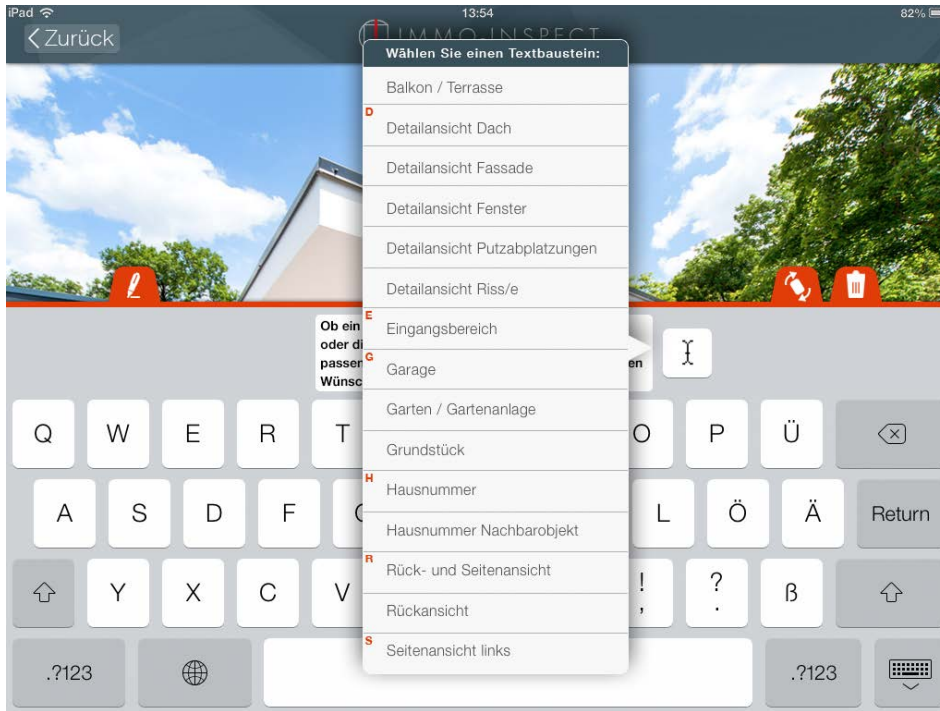 iPad 13:54 82%
Zurück
IMMO-INSPECT
Wählen Sie einen Textbaustein:
Balkon / Terrasse
D
Detailansicht Dach
Detailansicht Fassade
Detailansicht Fenster
Detailansicht Putzabplatzungen
Detailansicht Riss/e
E
Eingangsbereich
G
Garage
Garten / Gartenanlage
Grundstück
H
Hausnummer
Hausnummer Nachbarobjekt
R
Rück- und Seitenansicht
Rückansicht
S
Seitenansicht links
Ob ein
oder di
passen en
Wünsc
Q W E R T O P Ü
A S D F L Ö Ä Return
Y X C V ! , ? . ß
.?123 .?123